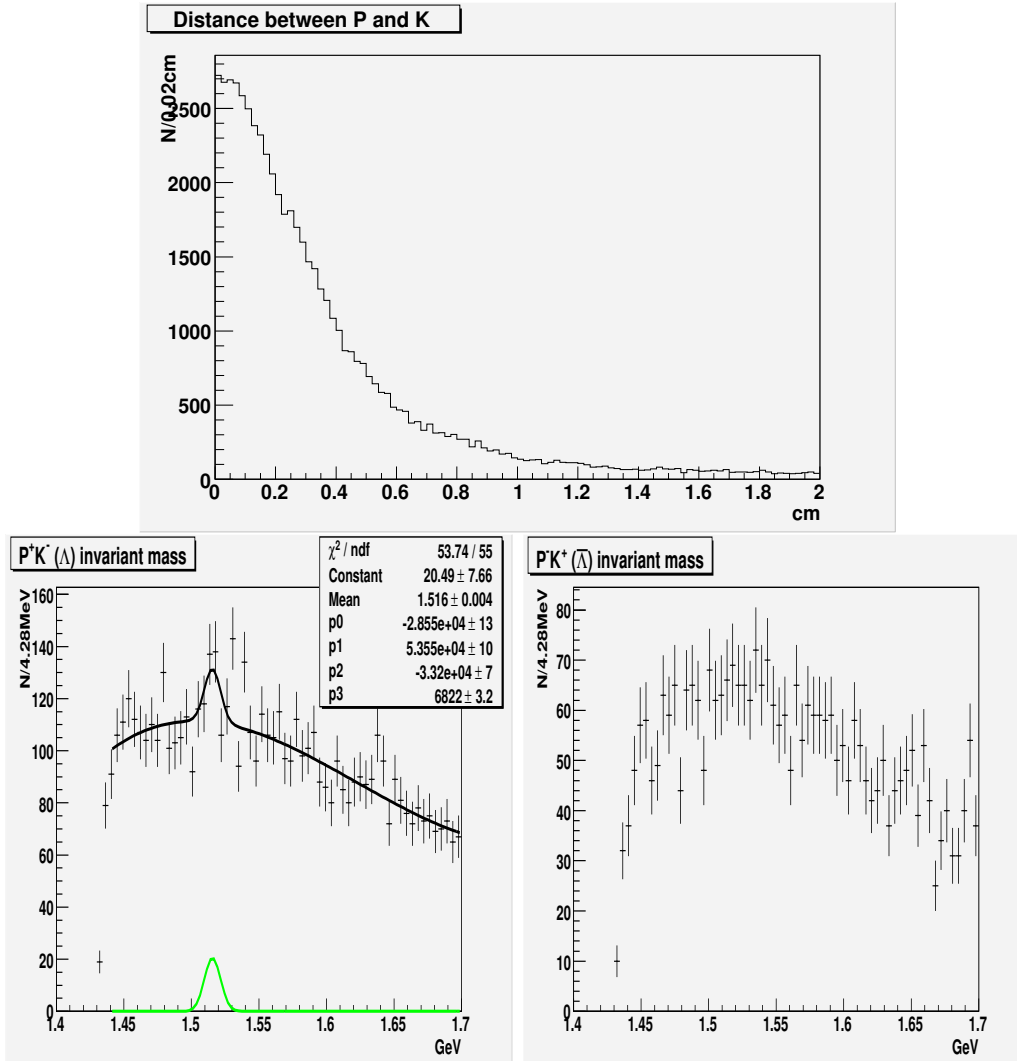 Distance between P and K
N/0.02cm
2500
2000
1500
1000
500
0
0 0.2 0.4 0.6 0.8 1 1.2 1.4 1.6 1.8 2
cm
P⁺K⁻ (Λ) invariant mass
χ² / ndf 53.74 / 55
Constant 20.49 ± 7.66
Mean 1.516 ± 0.004
p0 -2.855e+04 ± 13
p1 5.355e+04 ± 10
p2 -3.32e+04 ± 7
p3 6822 ± 3.2
N/4.28MeV
160
140
120
100
80
60
40
20
0
1.4 1.45 1.5 1.55 1.6 1.65 1.7
GeV
P⁻K⁺ (Λ̅) invariant mass
N/4.28MeV
80
70
60
50
40
30
20
10
0
1.4 1.45 1.5 1.55 1.6 1.65 1.7
GeV